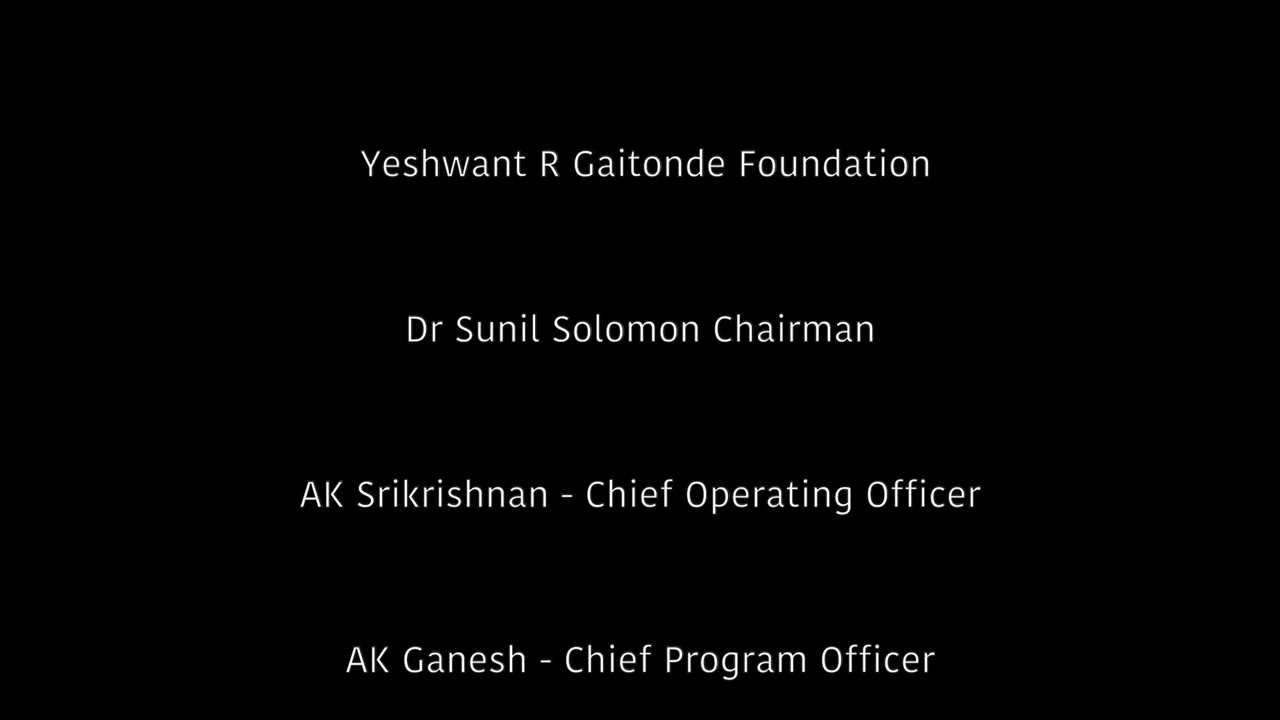 Yeshwant R Gaitonde Foundation
Dr Sunil Solomon Chairman
AK Srikrishnan - Chief Operating Officer
AK Ganesh - Chief Program Officer